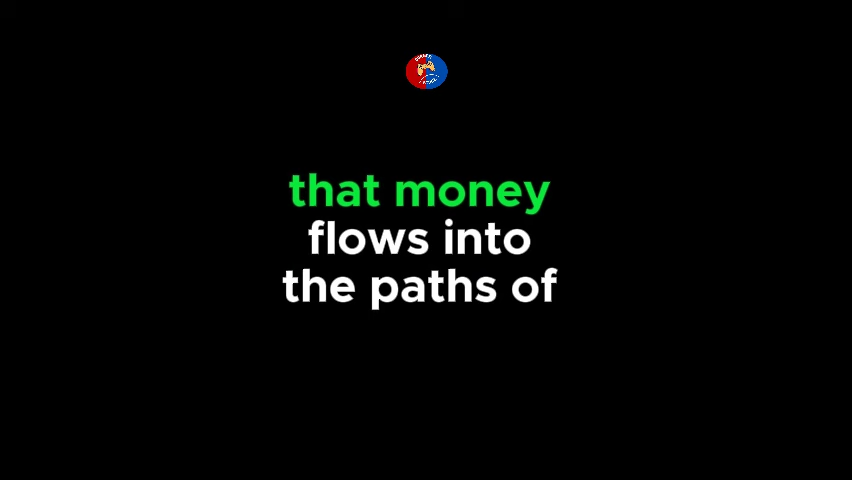 that money
flows into
the paths of